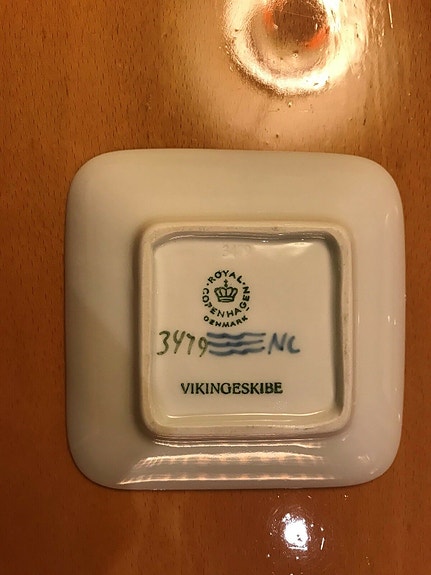 ROYAL
COPENHAGEN
DENMARK
3479 NC
VIKINGESKIBE